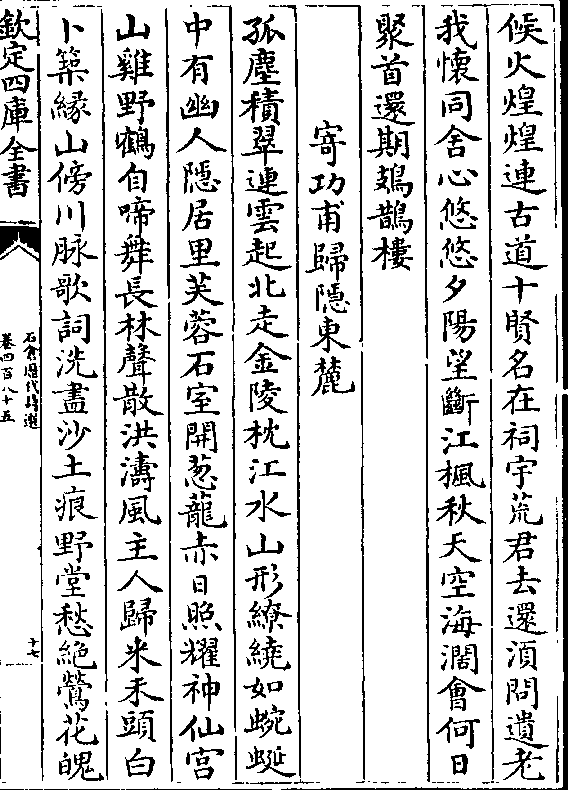 候火煌煌連古道十賢名在祠宇荒君去還須問遺老
我懷同舍心悠悠夕陽望斷江楓秋天空海濶會何日
聚首還期鳷鵲樓
寄功甫歸隠東麓
孤塵積翠連雲起北走金陵枕江水山形繚繞如蜿蜒
中有幽人隠居里芙蓉石室開蔥蘢赤日照耀神仙宫
山雞野鶴自啼舞長林聲散洪濤風主人歸來未頭白
卜築緣山傍川脉歌詞洗盡沙土痕野堂愁絶鶯花魄
欽定四庫全書
石倉歷代詩選
卷四百八十五
十七